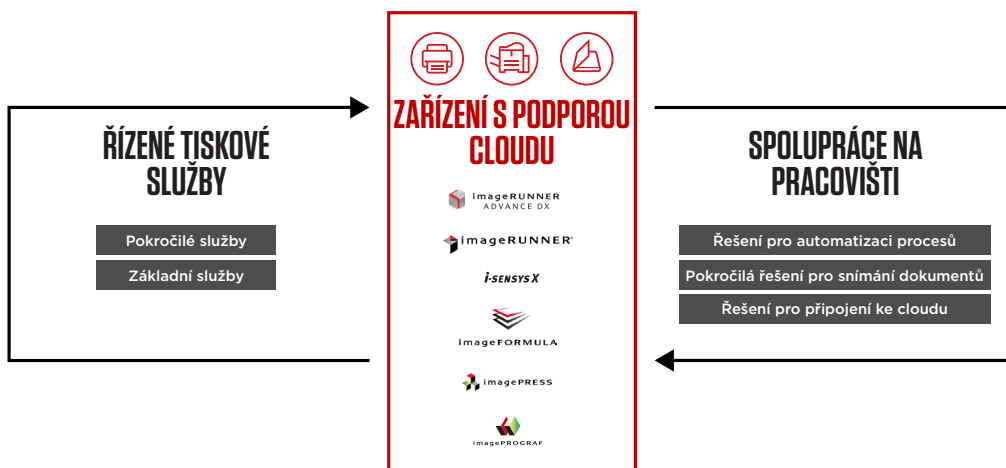 ŘÍZENÉ TISKOVÉ
SLUŽBY
Pokročilé služby
Základní služby
ZAŘÍZENÍ S PODPOROU
CLOUDU
imageRUNNER
ADVANCE DX
imageRUNNER®
i-SENSYS X
imageFORMULA
imagePRESS
imagePROGRAF
SPOLUPRÁCE NA
PRACOVIŠTI
Řešení pro automatizaci procesů
Pokročilá řešení pro snímání dokumentů
Řešení pro připojení ke cloudu